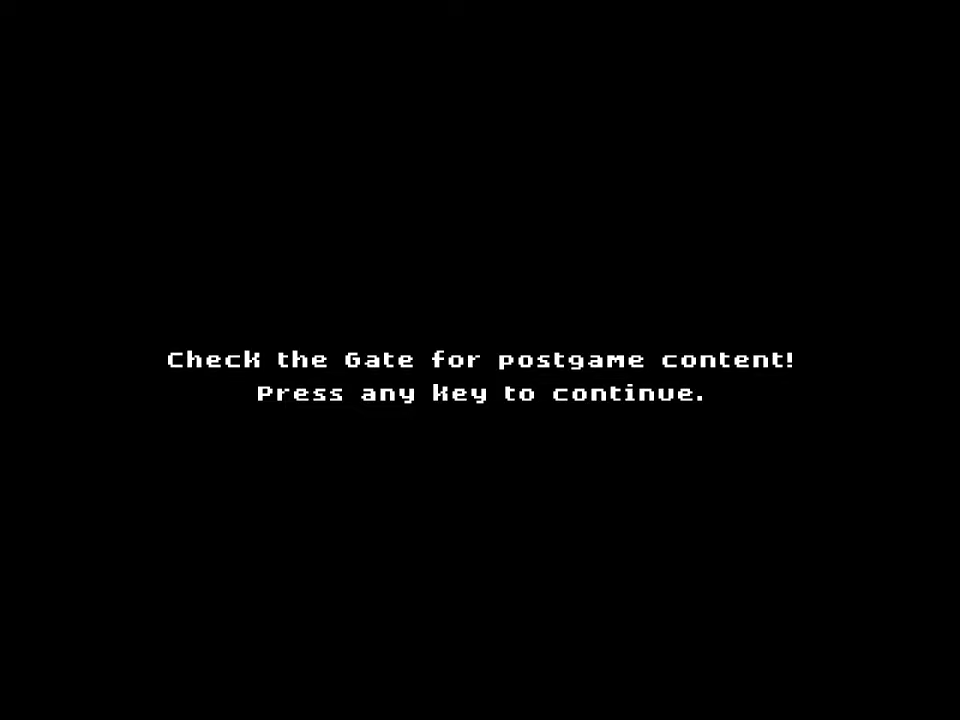 Check the Gate for postgame content!
Press any key to continue.